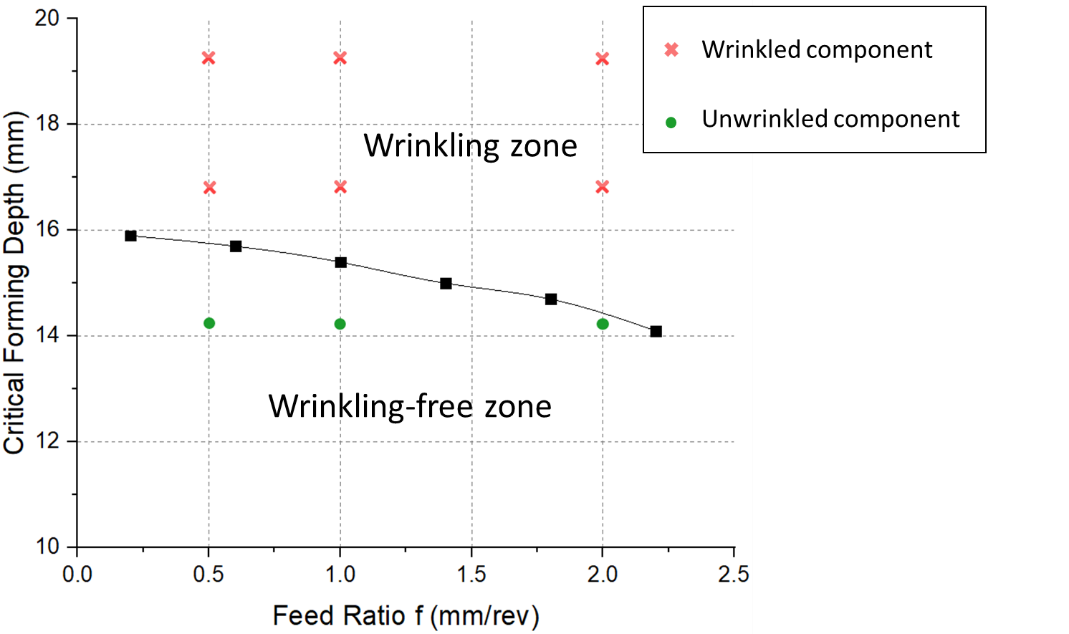 20
18
16
14
12
10
0.0 0.5 1.0 1.5 2.0 2.5
Critical Forming Depth (mm)
Feed Ratio f (mm/rev)
Wrinkling zone
Wrinkling-free zone
Wrinkled component
Unwrinkled component